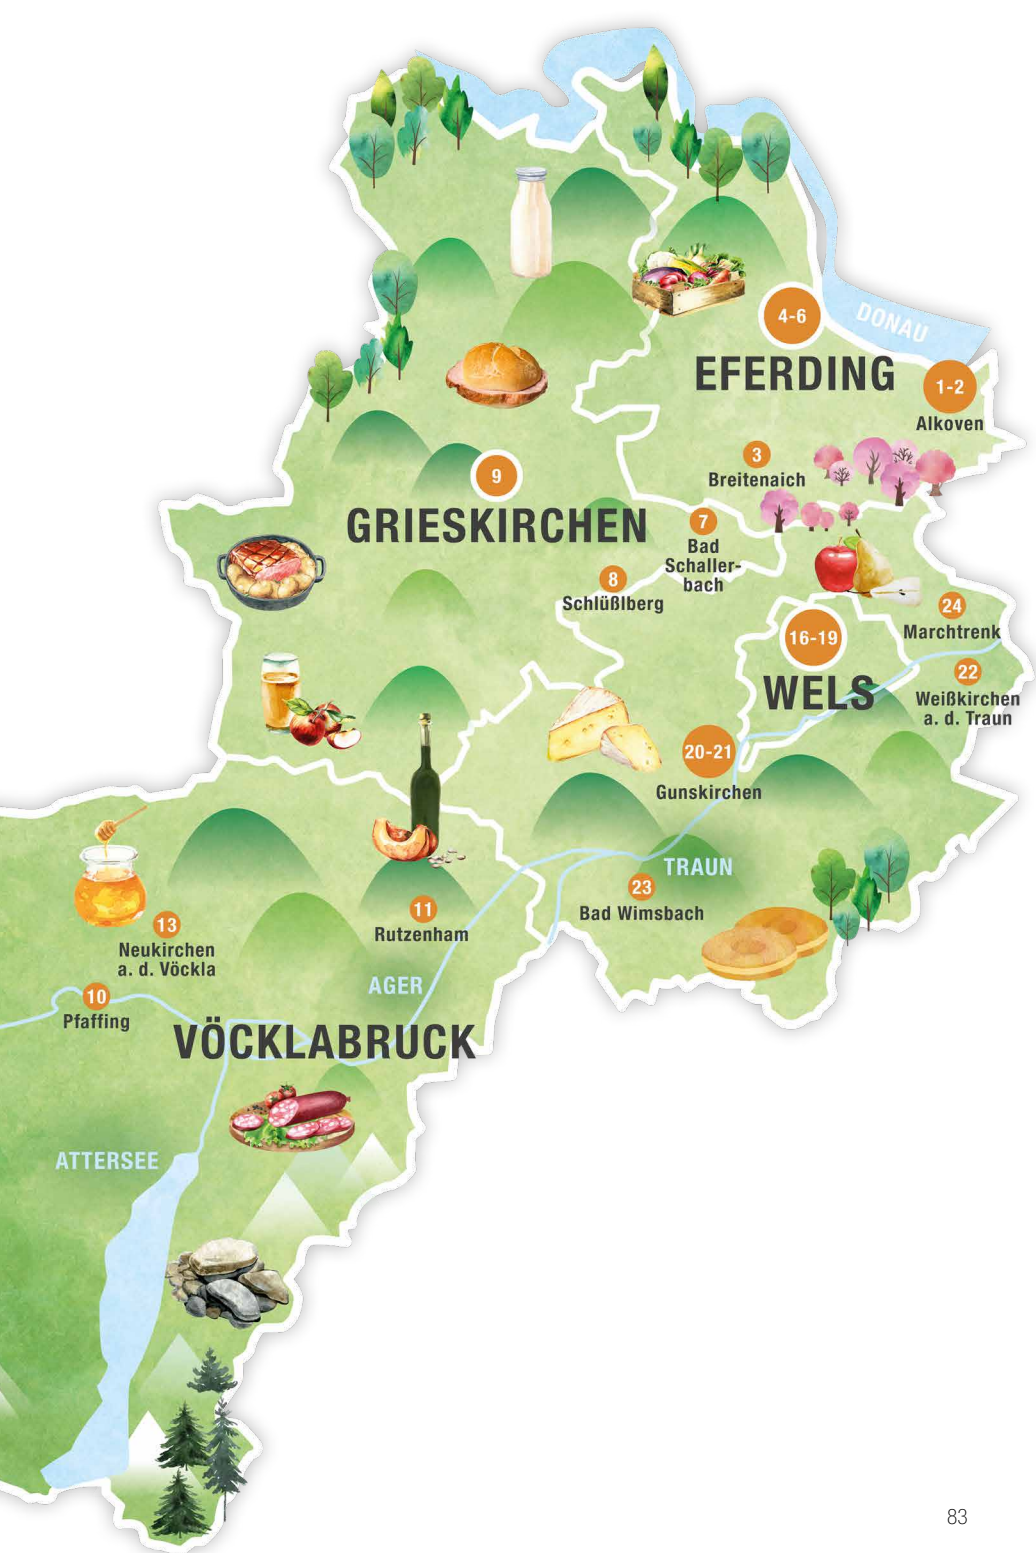 DONAU
4-6
EFERDING
1-2
Alkoven
3
Breitenaich
9
GRIESKIRCHEN
7
Bad
Schaller-
bach
8
Schlüßlberg
24
Marchtrenk
16-19
WELS
22
Weißkirchen
a. d. Traun
20-21
Gunskirchen
TRAUN
23
Bad Wimsbach
11
Rutzenham
13
Neukirchen
a. d. Vöckla
AGER
10
Pfaffing
VÖCKLABRUCK
ATTERSEE
83